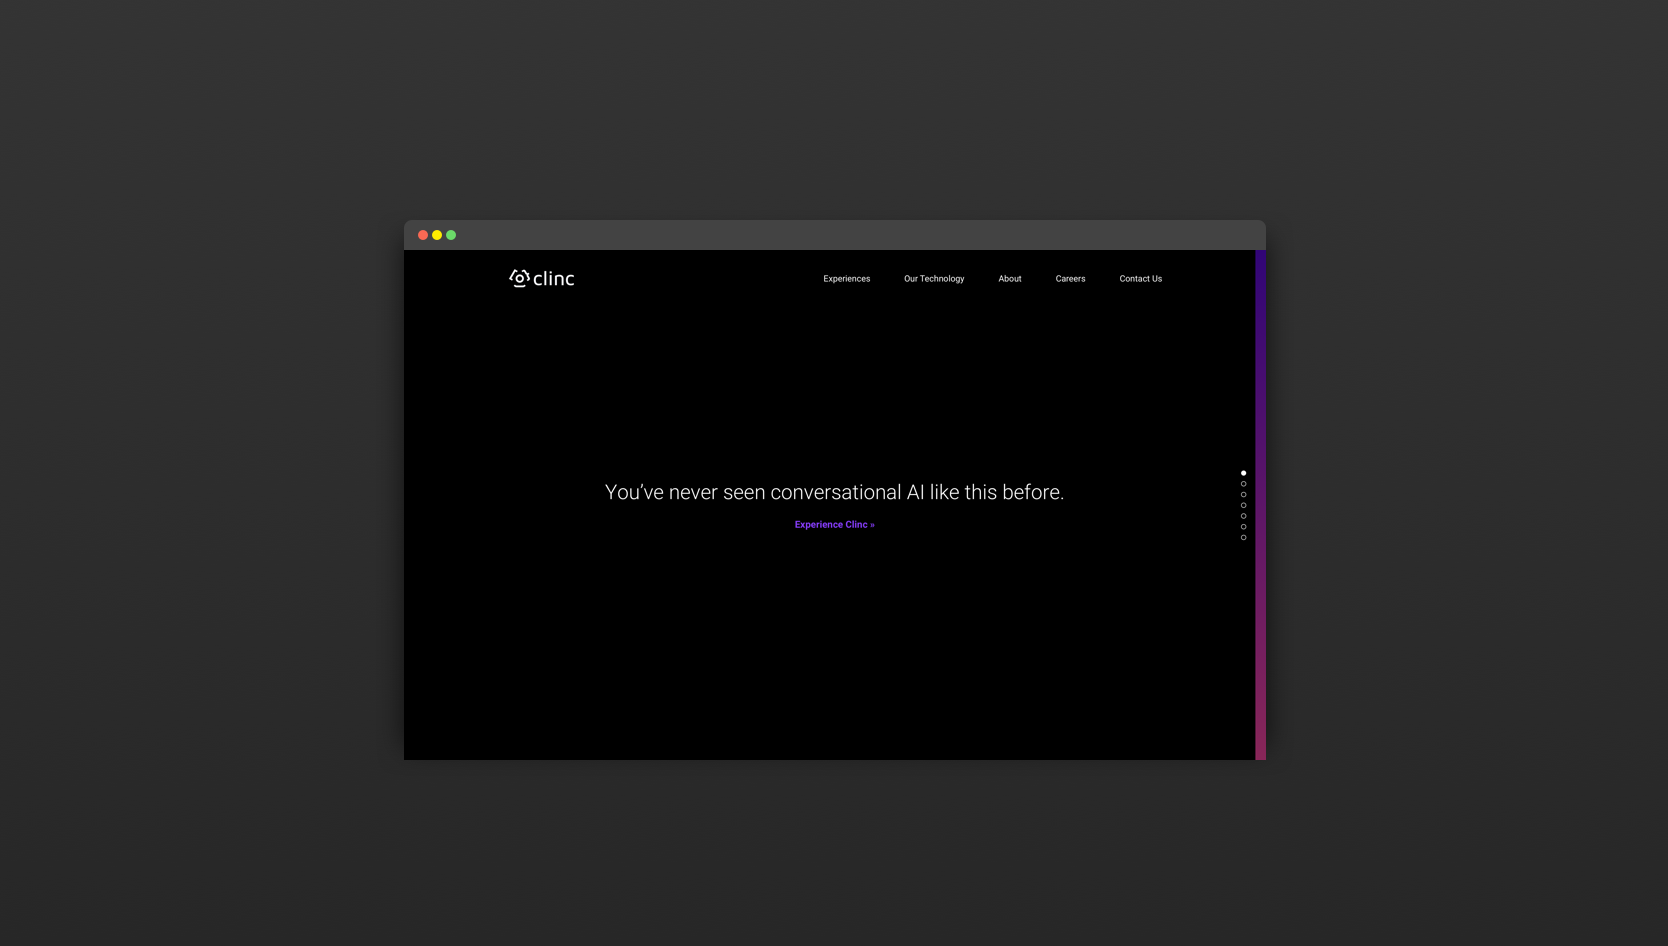 clinc
Experiences
Our Technology
About
Careers
Contact Us
You’ve never seen conversational AI like this before.
Experience Clinc »